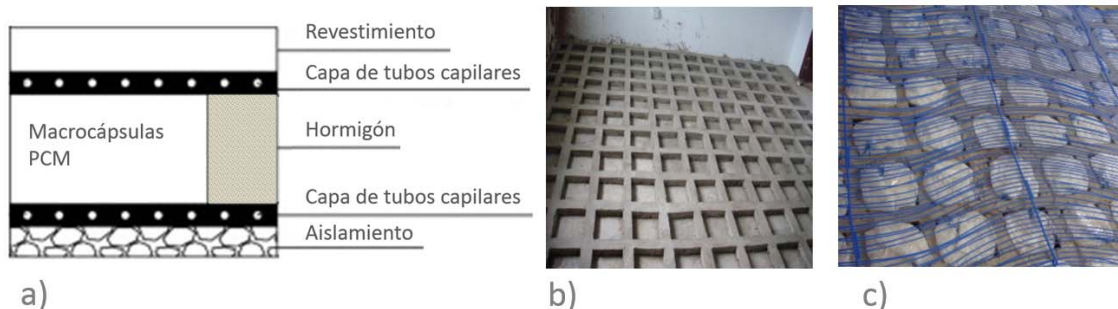 Revestimiento
Capa de tubos capilares
Macrocápsulas
PCM
Hormigón
Capa de tubos capilares
Aislamiento
a)
b)
c)